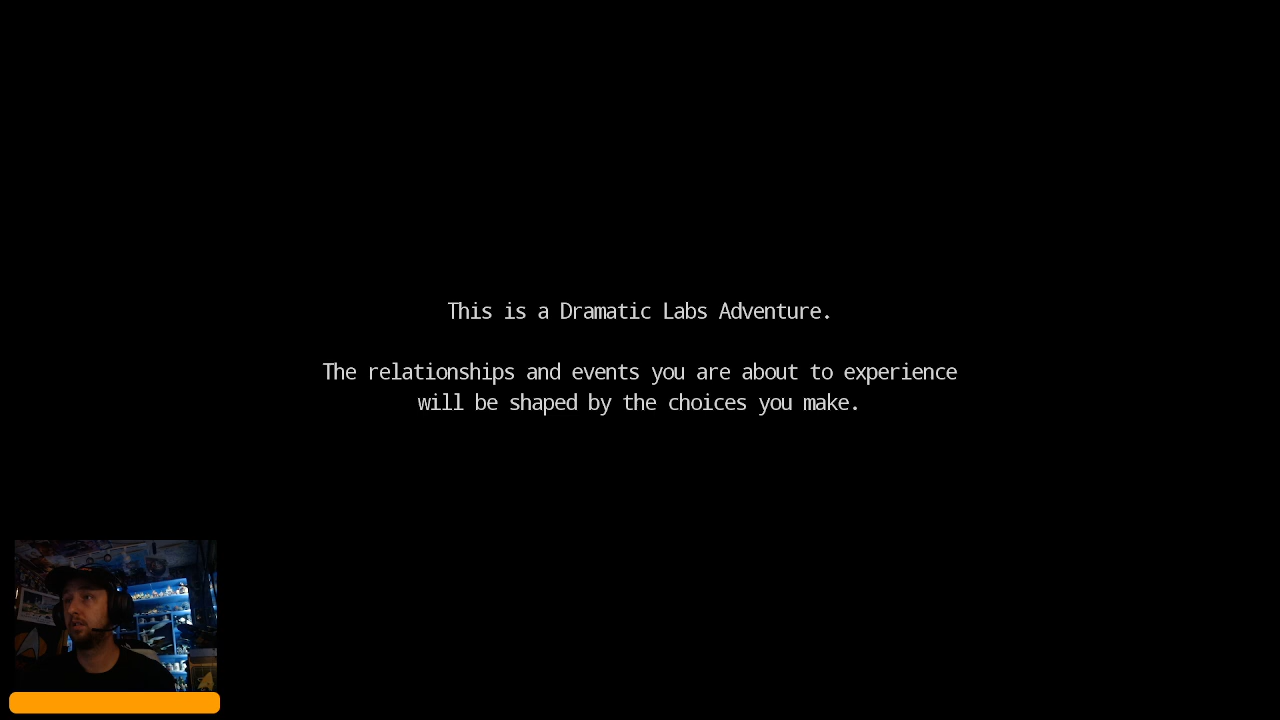 This is a Dramatic Labs Adventure.
The relationships and events you are about to experience
will be shaped by the choices you make.